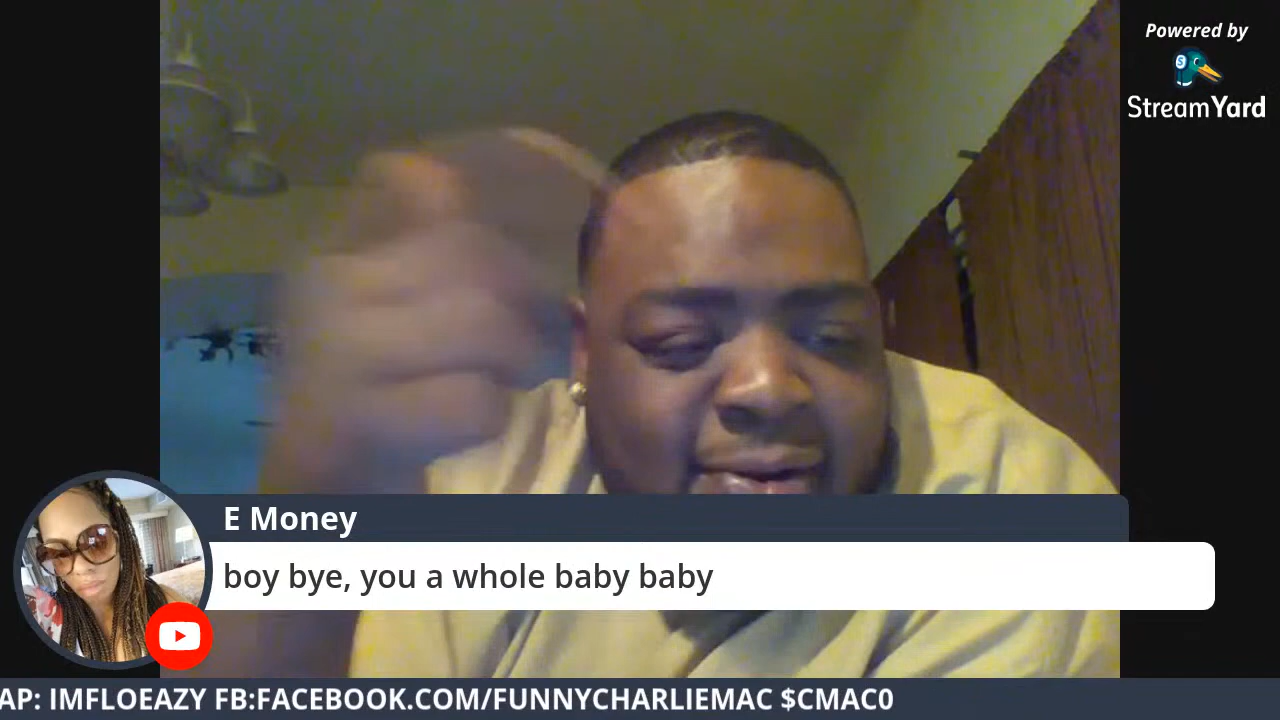 Powered by
StreamYard
E Money
boy bye, you a whole baby baby
AP: IMFLOEAZY FB:FACEBOOK.COM/FUNNYCHARLIEMAC $CMAC0